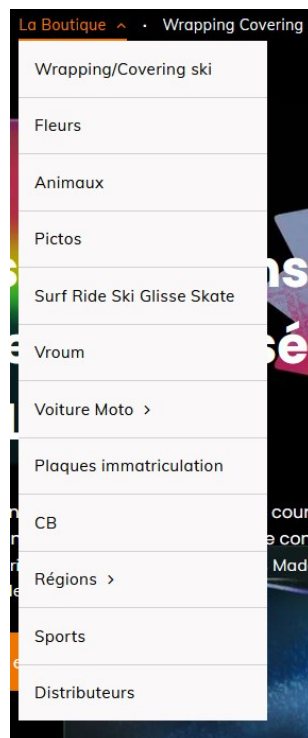 La Boutique ^ · Wrapping Covering
Wrapping/Covering ski
Fleurs
Animaux
Pictos
Surf Ride Ski Glisse Skate
Vroum
Voiture Moto >
Plaques immatriculation
CB
Régions >
Sports
Distributeurs